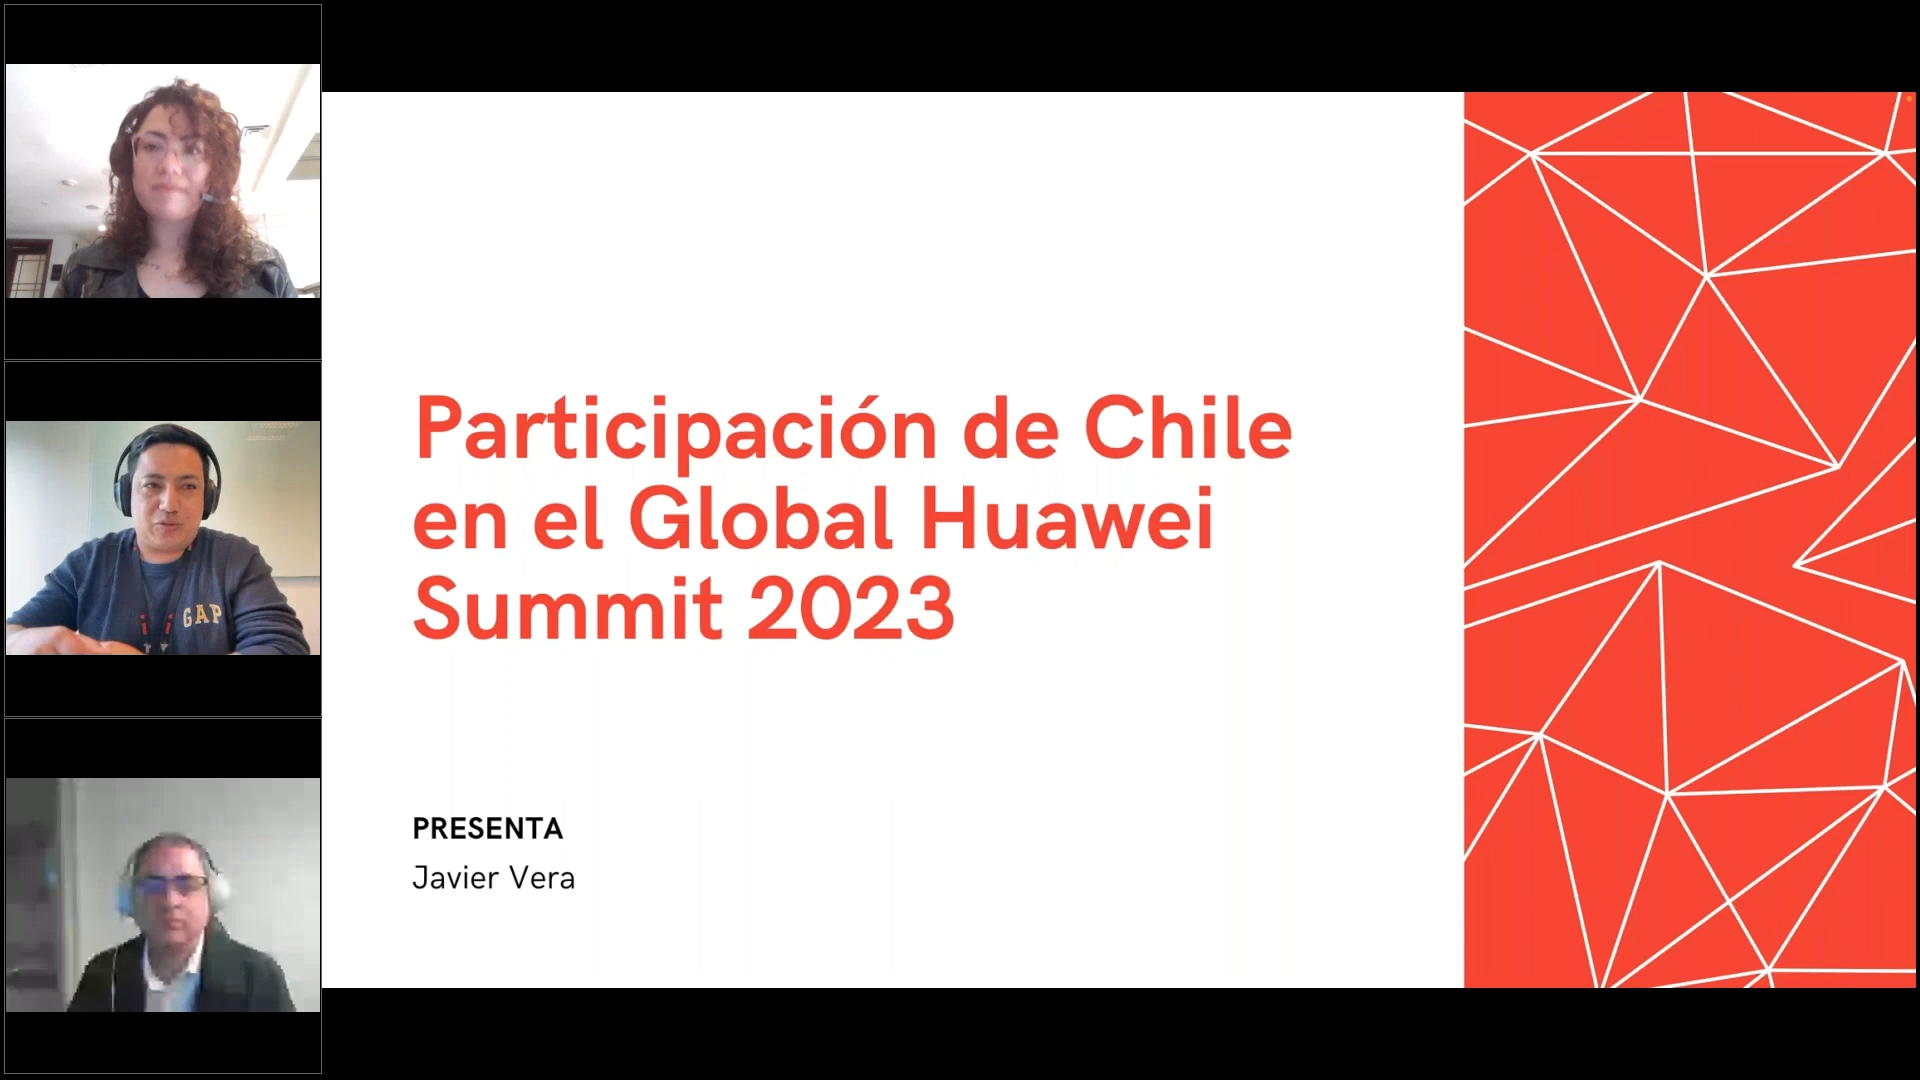 Participación de Chile
en el Global Huawei
Summit 2023
PRESENTA
Javier Vera
GAP